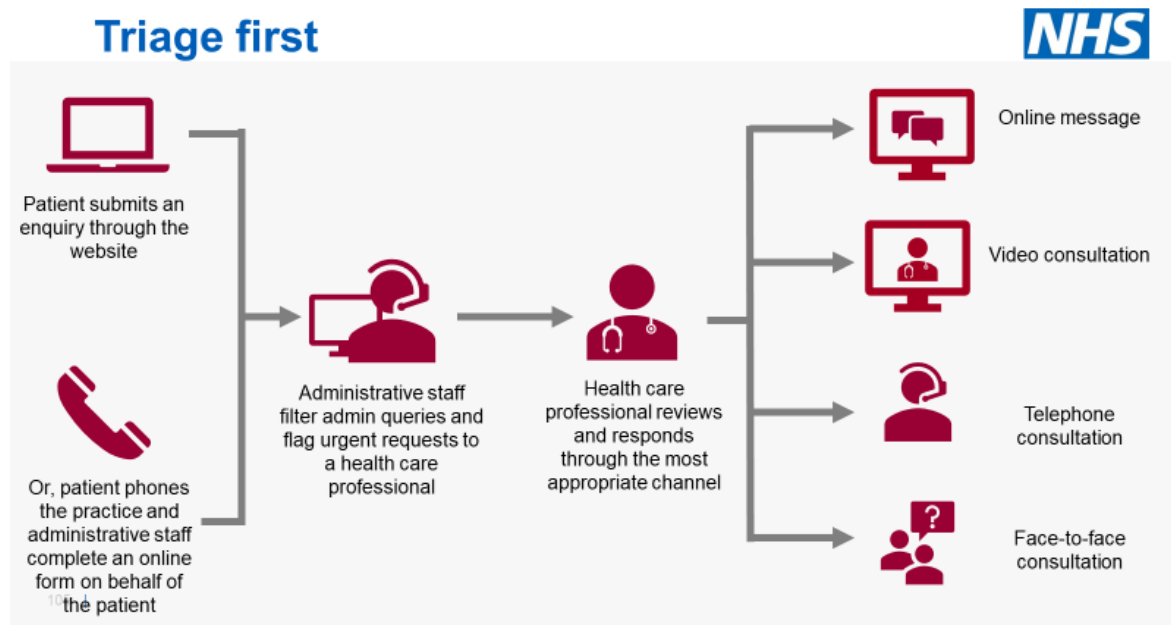 Triage first
NHS
Patient submits an
enquiry through the
website
Or, patient phones
the practice and
administrative staff
complete an online
form on behalf of
the patient
Administrative staff
filter admin queries and
flag urgent requests to
a health care
professional
Health care
professional reviews
and responds
through the most
appropriate channel
Online message
Video consultation
?
Telephone
consultation
Face-to-face
consultation